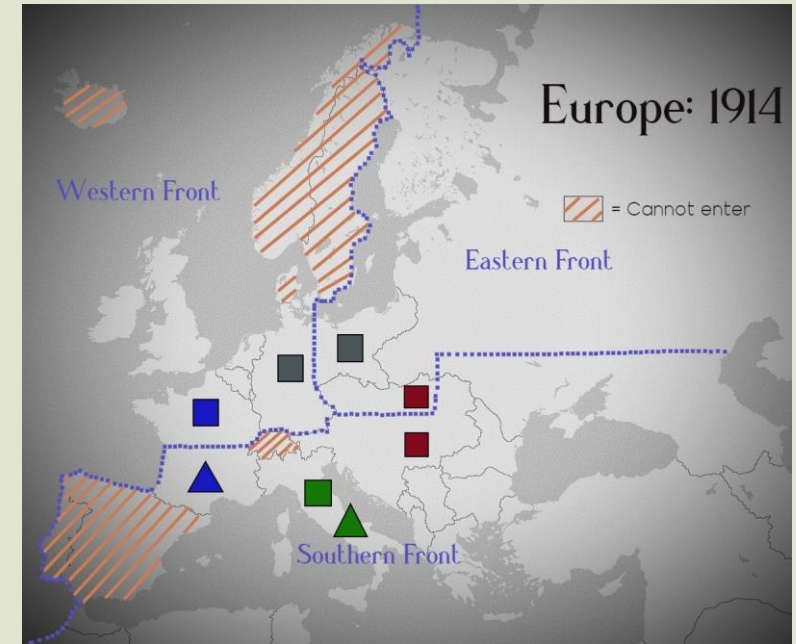 Europe: 1914
Western Front
= Cannot enter
Eastern Front
Southern Front